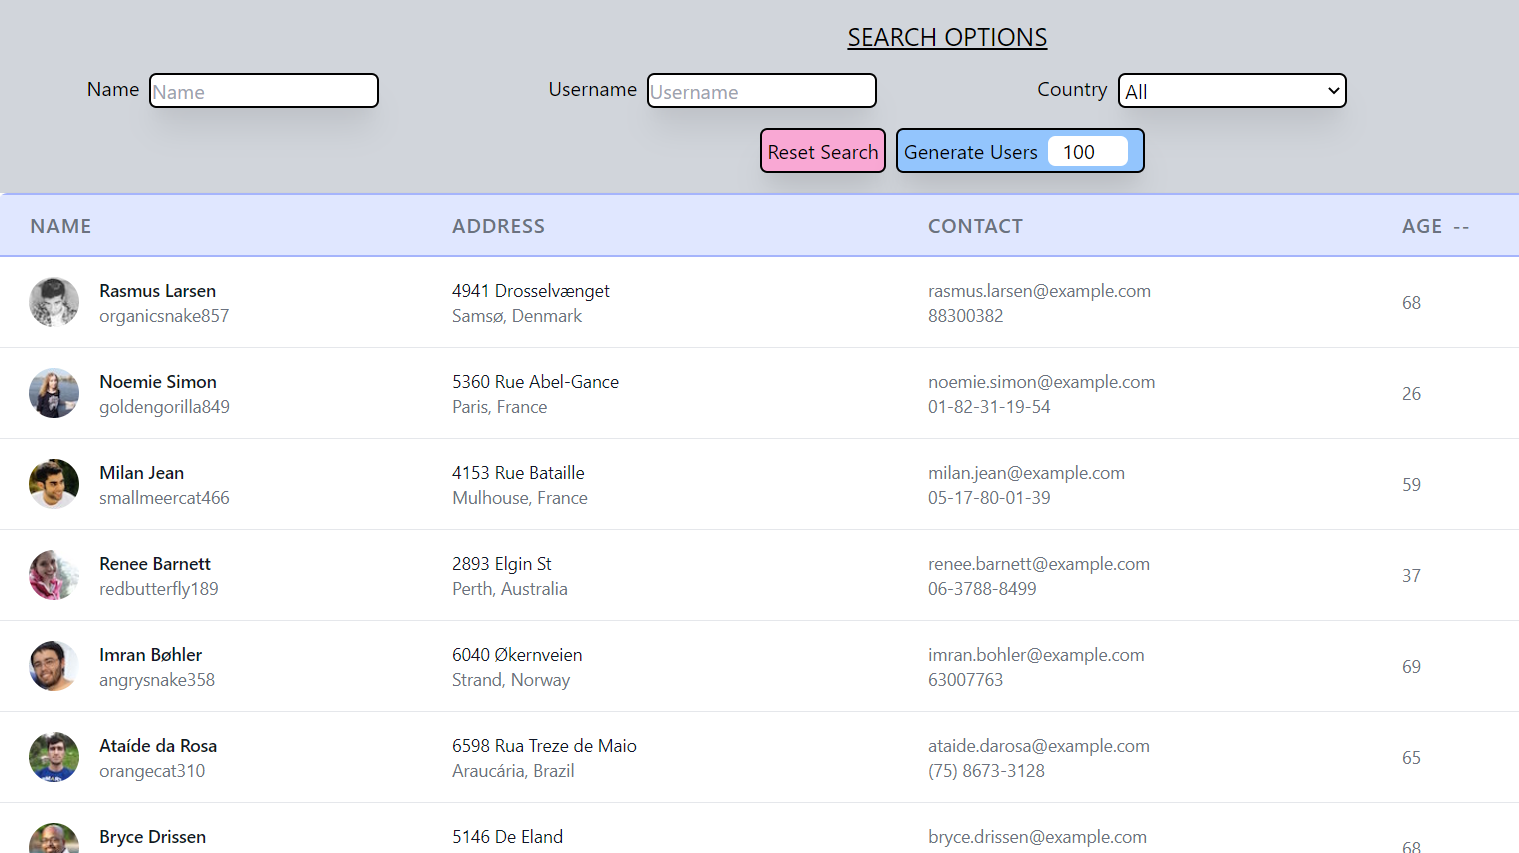 SEARCH OPTIONS
Name Name Username Username Country All
Reset Search Generate Users 100
NAME ADDRESS CONTACT AGE --
Rasmus Larsen 4941 Drosselvænget rasmus.larsen@example.com
organicsnake857 Samsø, Denmark 88300382 68
Noemie Simon 5360 Rue Abel-Gance noemie.simon@example.com
goldengorilla849 Paris, France 01-82-31-19-54 26
Milan Jean 4153 Rue Bataille milan.jean@example.com
smallmeercat466 Mulhouse, France 05-17-80-01-39 59
Renee Barnett 2893 Elgin St renee.barnett@example.com
redbutterfly189 Perth, Australia 06-3788-8499 37
Imran Bøhler 6040 Økernveien imran.bohler@example.com
angrysnake358 Strand, Norway 63007763 69
Ataíde da Rosa 6598 Rua Treze de Maio ataide.darosa@example.com
orangecat310 Araucária, Brazil (75) 8673-3128 65
Bryce Drissen 5146 De Eland bryce.drissen@example.com
68